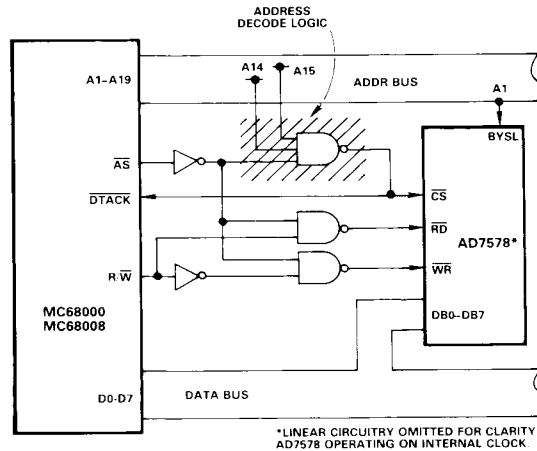 ADDRESS
DECODE LOGIC
A14
A15
A1-A19
ADDR BUS
A1
BYSL
AS
DTACK
CS
RD
AD7578*
R/W
WR
MC68000
MC68008
DB0-DB7
D0-D7
DATA BUS
*LINEAR CIRCUITRY OMITTED FOR CLARITY
AD7578 OPERATING ON INTERNAL CLOCK.